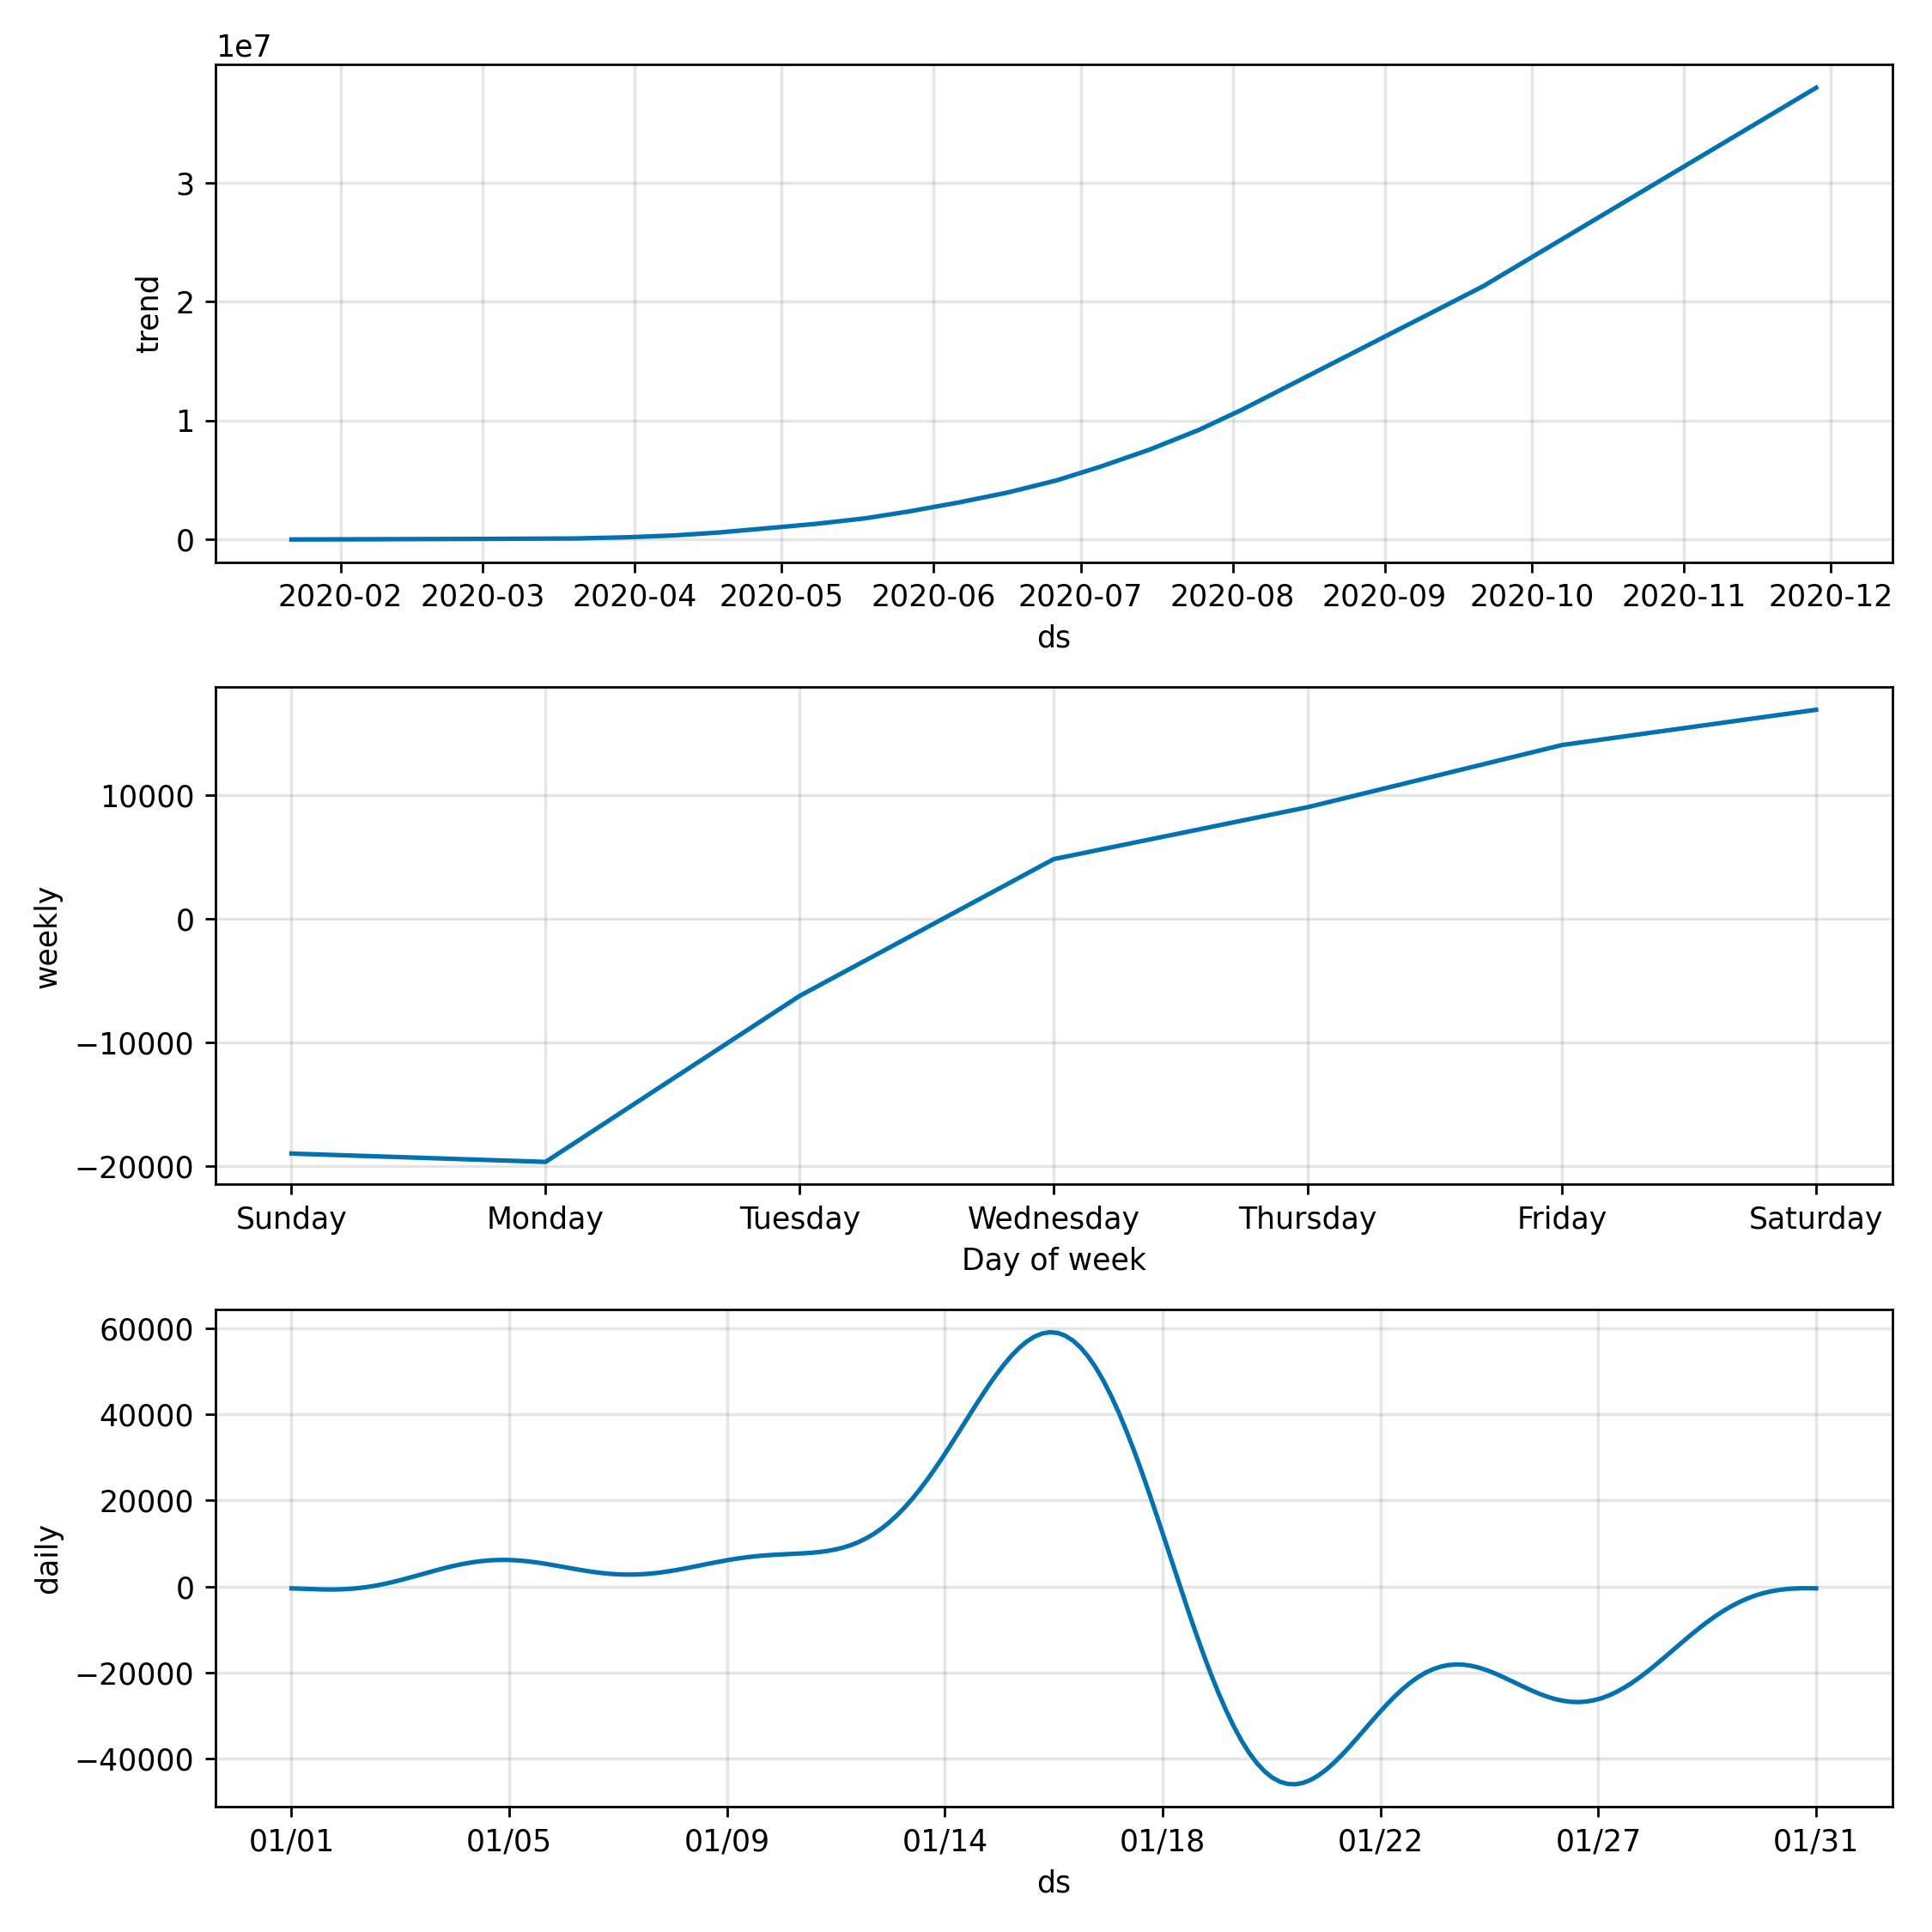 1e7
3
2
1
0
trend
2020-02 2020-03 2020-04 2020-05 2020-06 2020-07 2020-08 2020-09 2020-10 2020-11 2020-12
ds
10000
0
−10000
−20000
weekly
Sunday Monday Tuesday Wednesday Thursday Friday Saturday
Day of week
60000
40000
20000
0
−20000
−40000
daily
01/01 01/05 01/09 01/14 01/18 01/22 01/27 01/31
ds